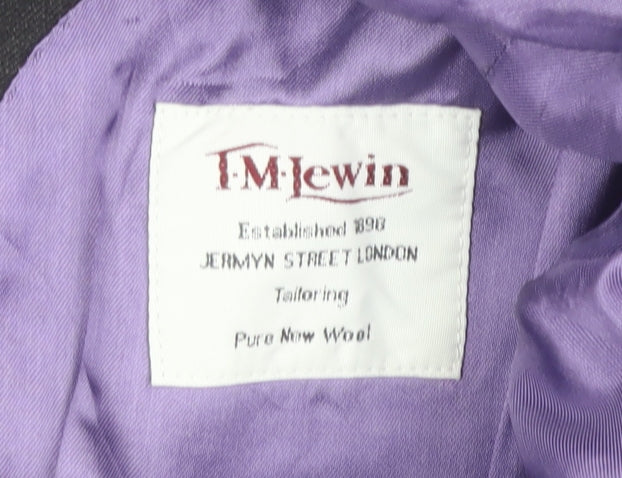 T·M·Lewin
Established 1898
JERMYN STREET LONDON
Tailoring
Pure New Wool